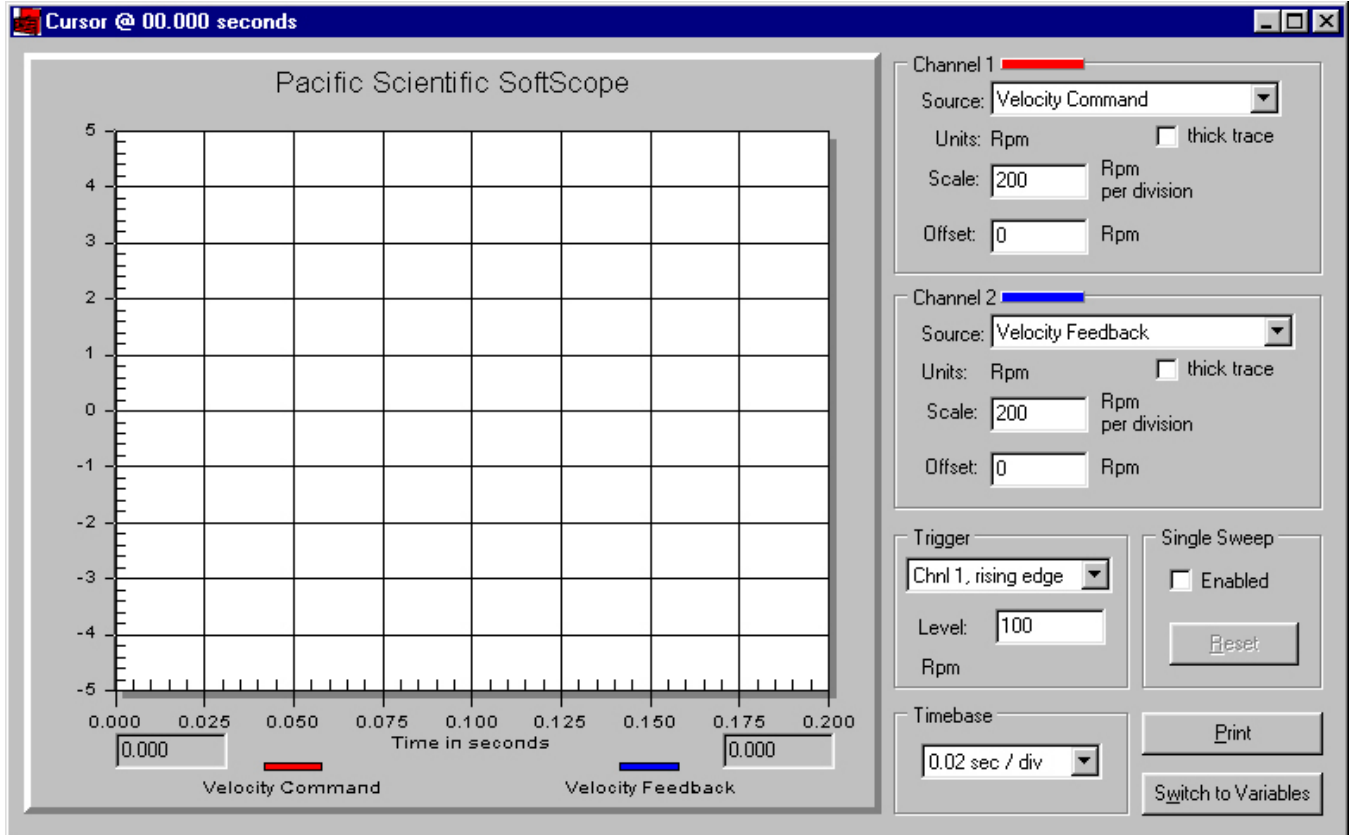 Cursor @ 00.000 seconds
Pacific Scientific SoftScope
5
4
3
2
1
0
-1
-2
-3
-4
-5
0.000 0.025 0.050 0.075 0.100 0.125 0.150 0.175 0.200
0.000 Time in seconds 0.000
Velocity Command Velocity Feedback
Channel 1
Source: Velocity Command
Units: Rpm thick trace
Scale: 200 Rpm
per division
Offset: 0 Rpm
Channel 2
Source: Velocity Feedback
Units: Rpm thick trace
Scale: 200 Rpm
per division
Offset: 0 Rpm
Trigger
Chnl 1, rising edge
Level: 100
Rpm
Single Sweep
Enabled
Reset
Timebase
0.02 sec / div
Print
Switch to Variables